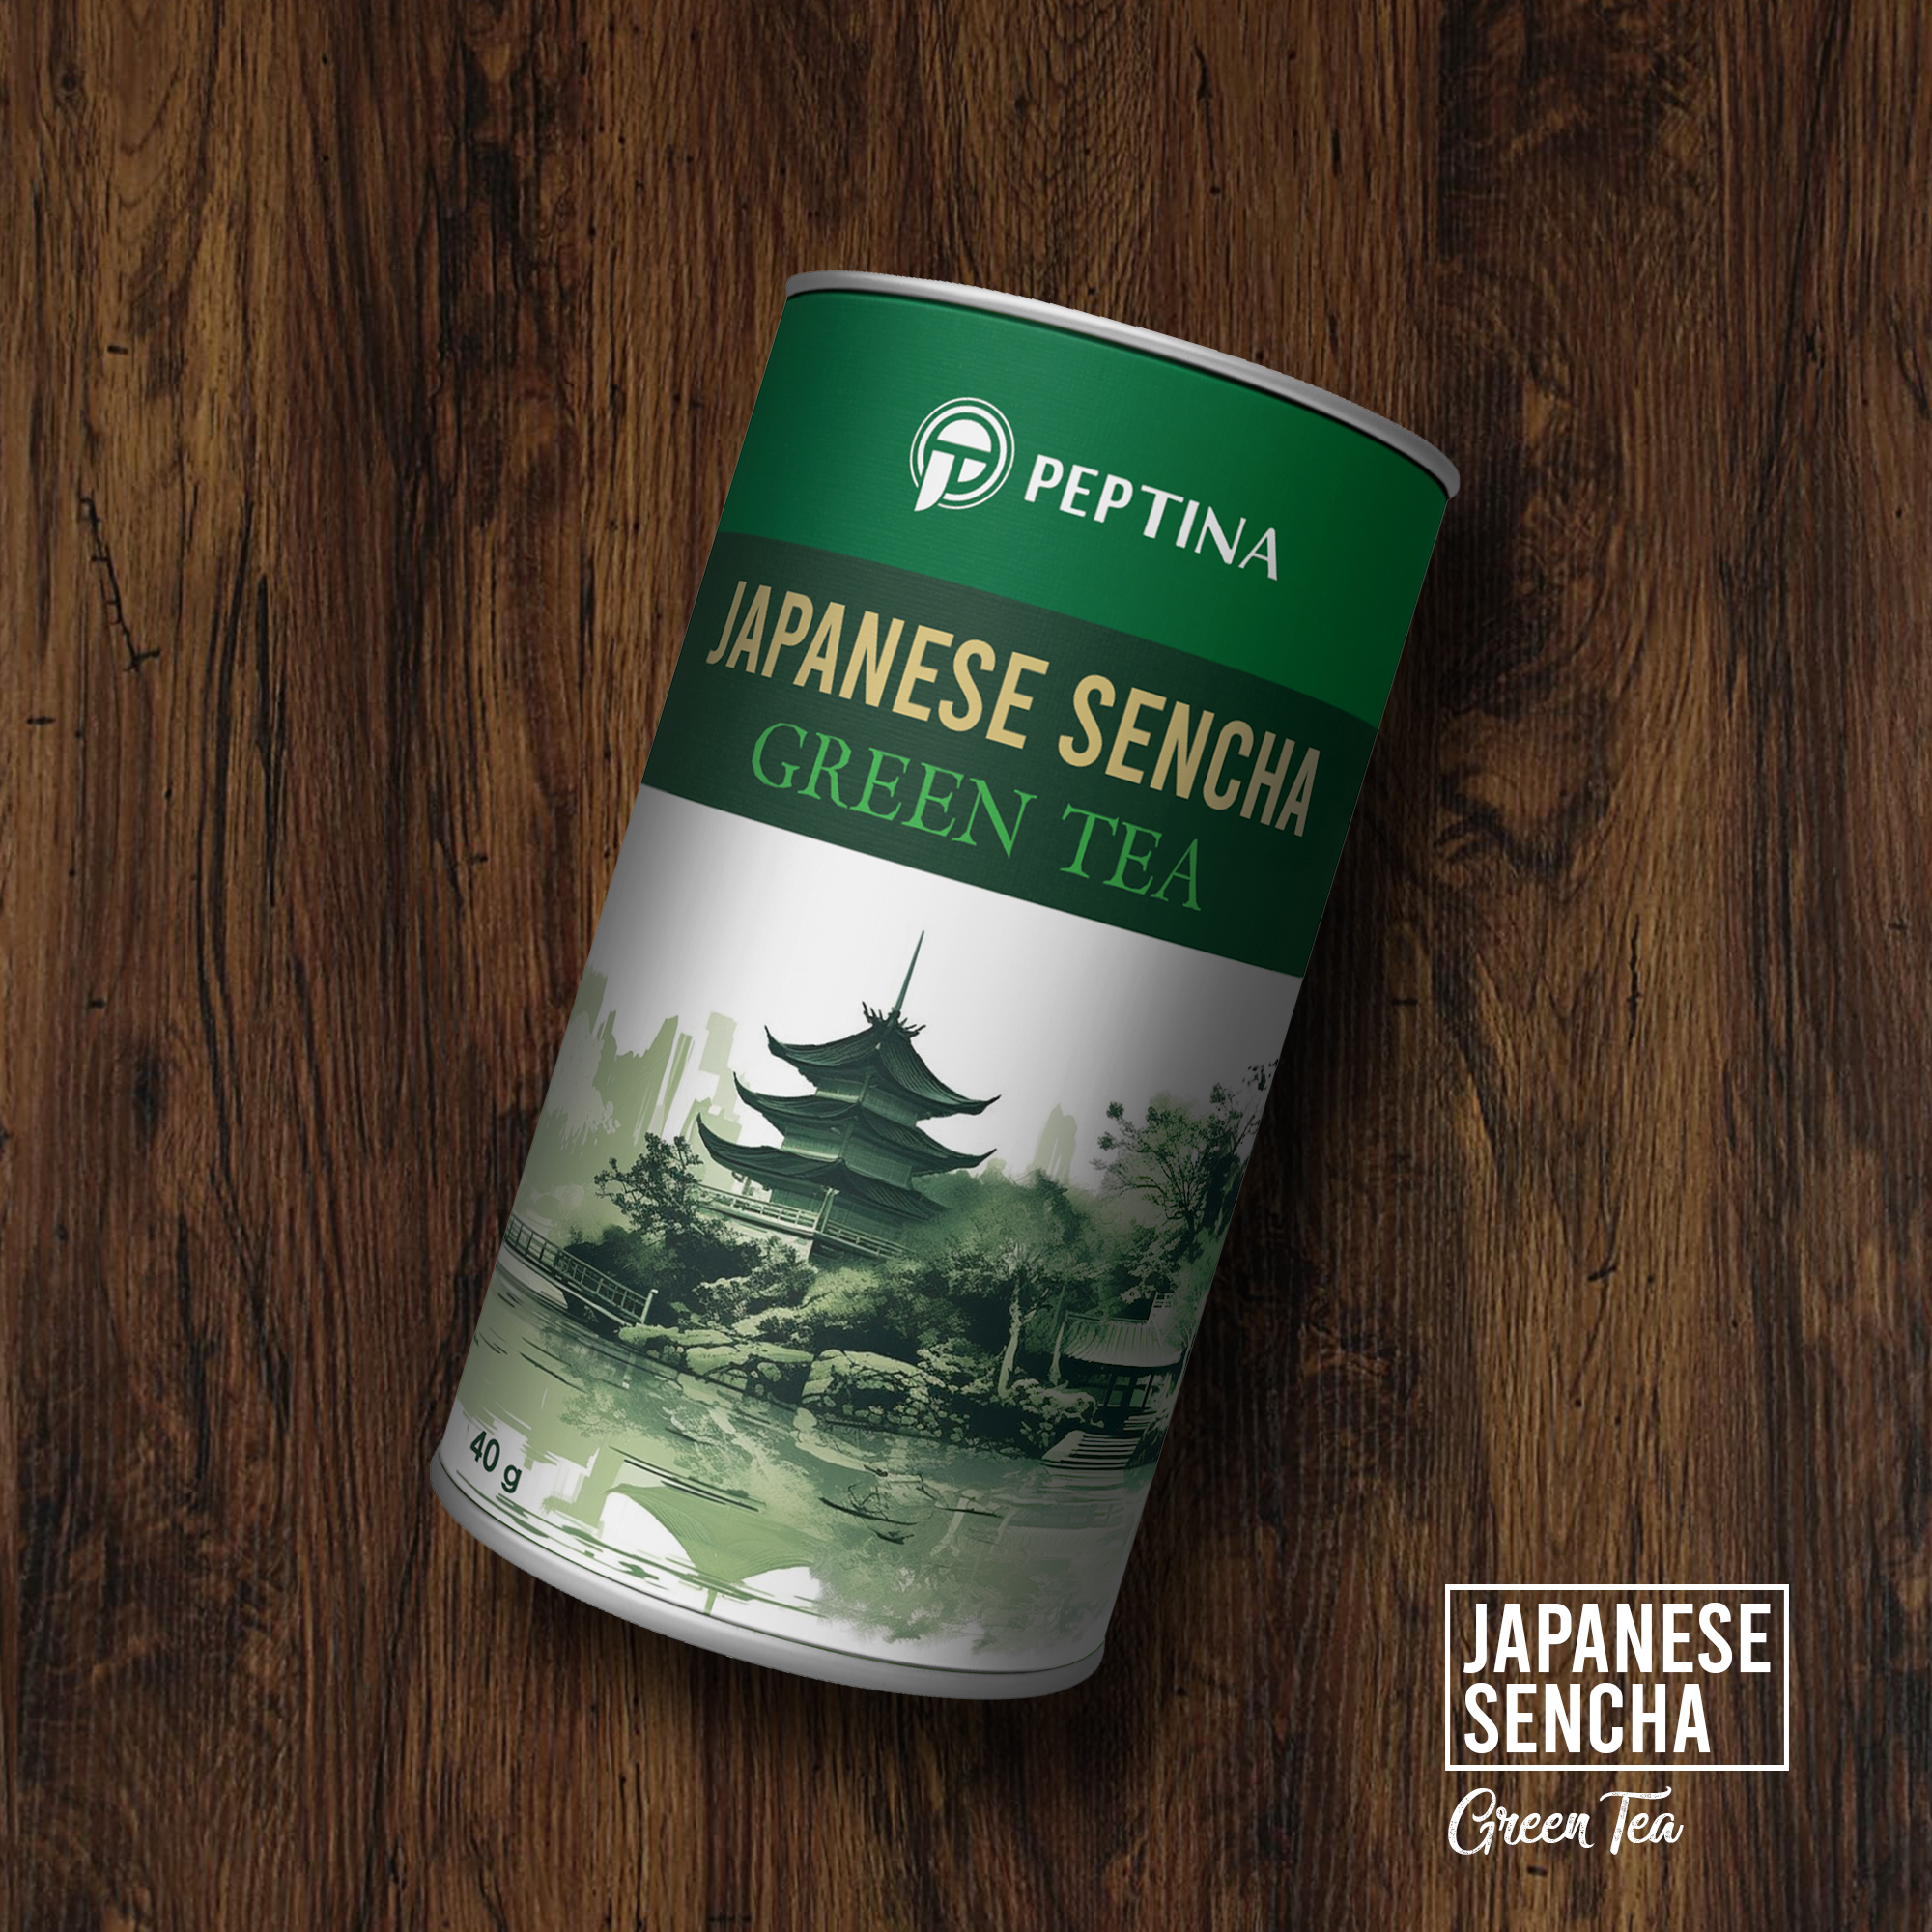 PEPTINA
JAPANESE SENCHA
GREEN TEA
40 g
JAPANESE
SENCHA
Green Tea